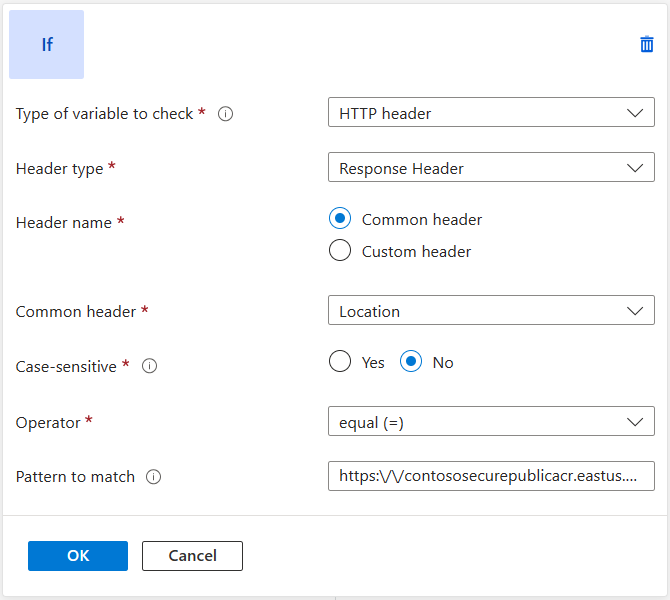 If
Type of variable to check *
HTTP header
Header type *
Response Header
Header name *
Common header
Custom header
Common header *
Location
Case-sensitive *
Yes
No
Operator *
equal (=)
Pattern to match
https:\/\/contososecurepublicacr.eastus....
OK
Cancel